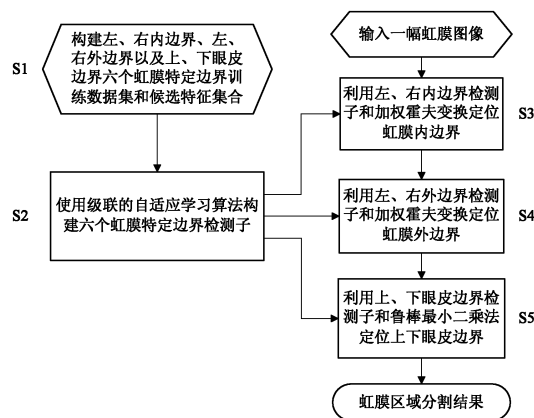 S1
构建左、右内边界、左、
右外边界以及上、下眼皮
边界六个虹膜特定边界训
练数据集和候选特征集合
S2
使用级联的自适应学习算法构
建六个虹膜特定边界检测子
输入一幅虹膜图像
利用左、右内边界检测
子和加权霍夫变换定位
虹膜内边界
S3
利用左、右外边界检测
子和加权霍夫变换定位
虹膜外边界
S4
利用上、下眼皮边界检
测子和鲁棒最小二乘法
定位上下眼皮边界
S5
虹膜区域分割结果